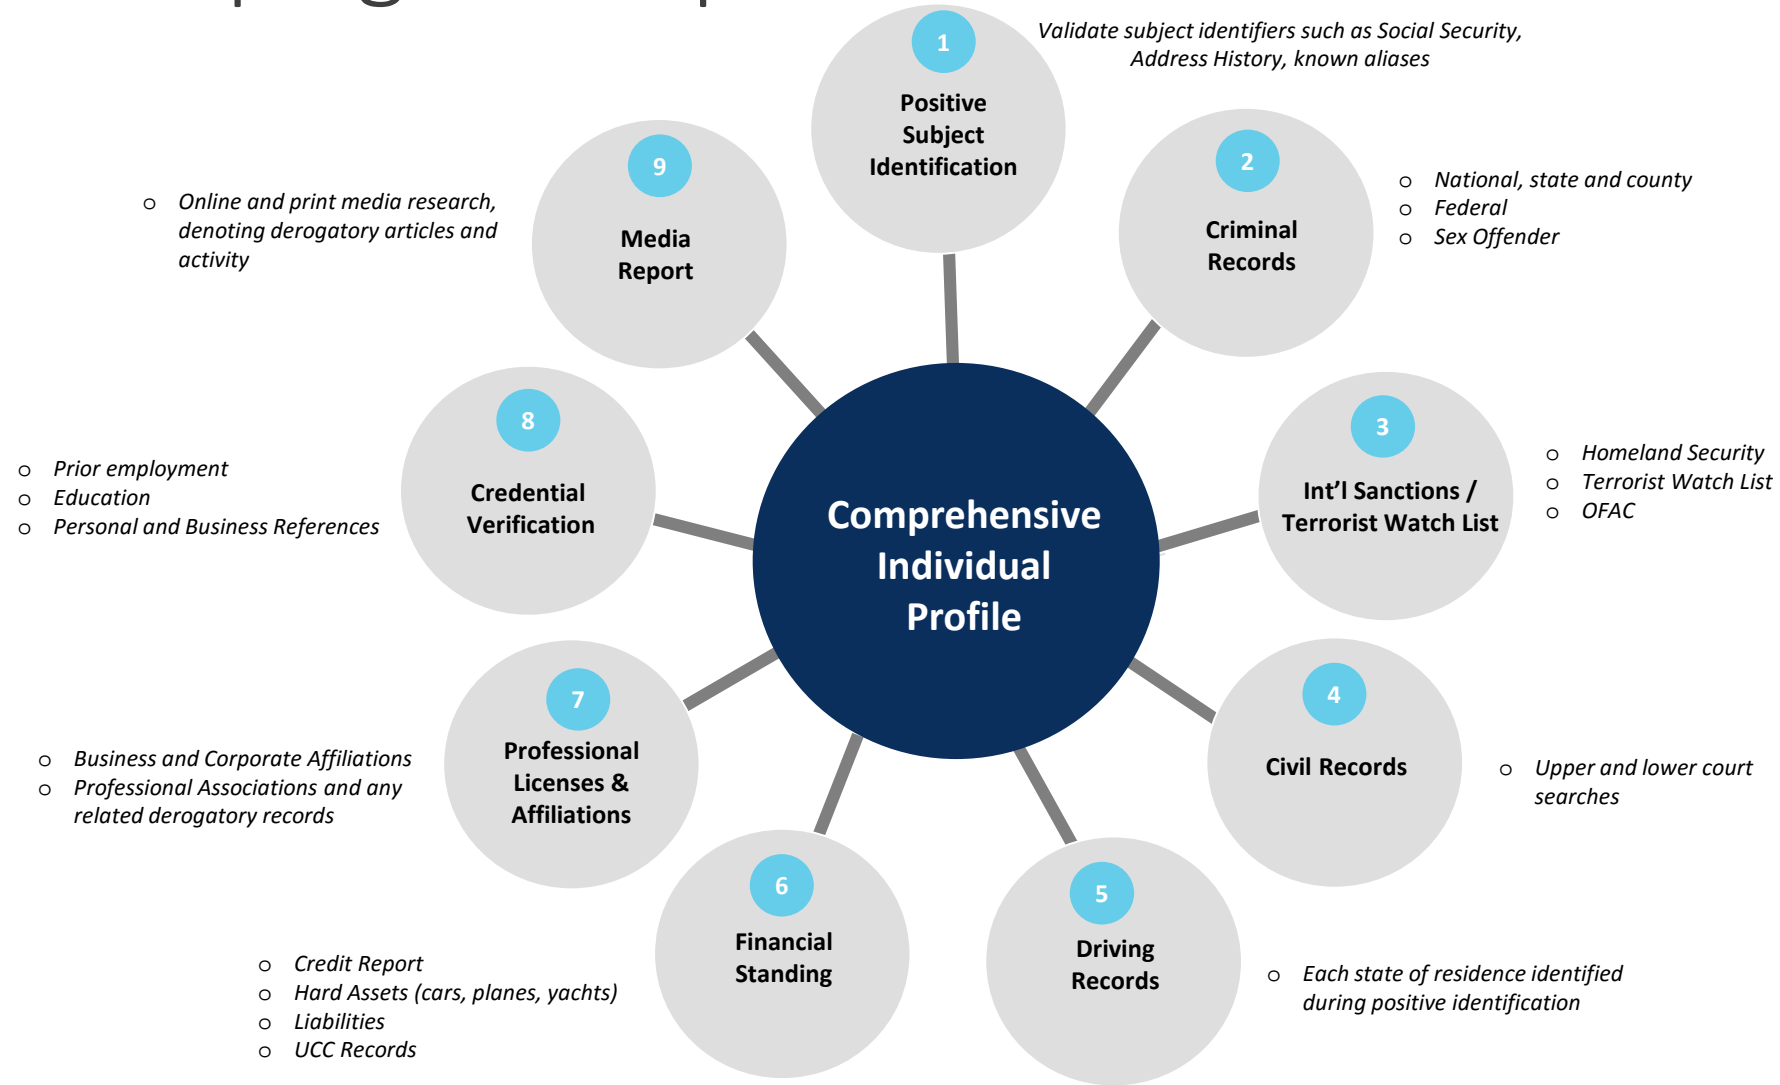 1
Positive
Subject
Identification
Validate subject identifiers such as Social Security,
Address History, known aliases
2
Criminal
Records
o National, state and county
o Federal
o Sex Offender
3
Int'l Sanctions /
Terrorist Watch List
o Homeland Security
o Terrorist Watch List
o OFAC
4
Civil Records
o Upper and lower court
searches
5
Driving
Records
o Each state of residence identified
during positive identification
6
Financial
Standing
o Credit Report
o Hard Assets (cars, planes, yachts)
o Liabilities
o UCC Records
7
Professional
Licenses &
Affiliations
o Business and Corporate Affiliations
o Professional Associations and any
related derogatory records
8
Credential
Verification
o Prior employment
o Education
o Personal and Business References
9
Media
Report
o Online and print media research,
denoting derogatory articles and
activity
Comprehensive
Individual
Profile